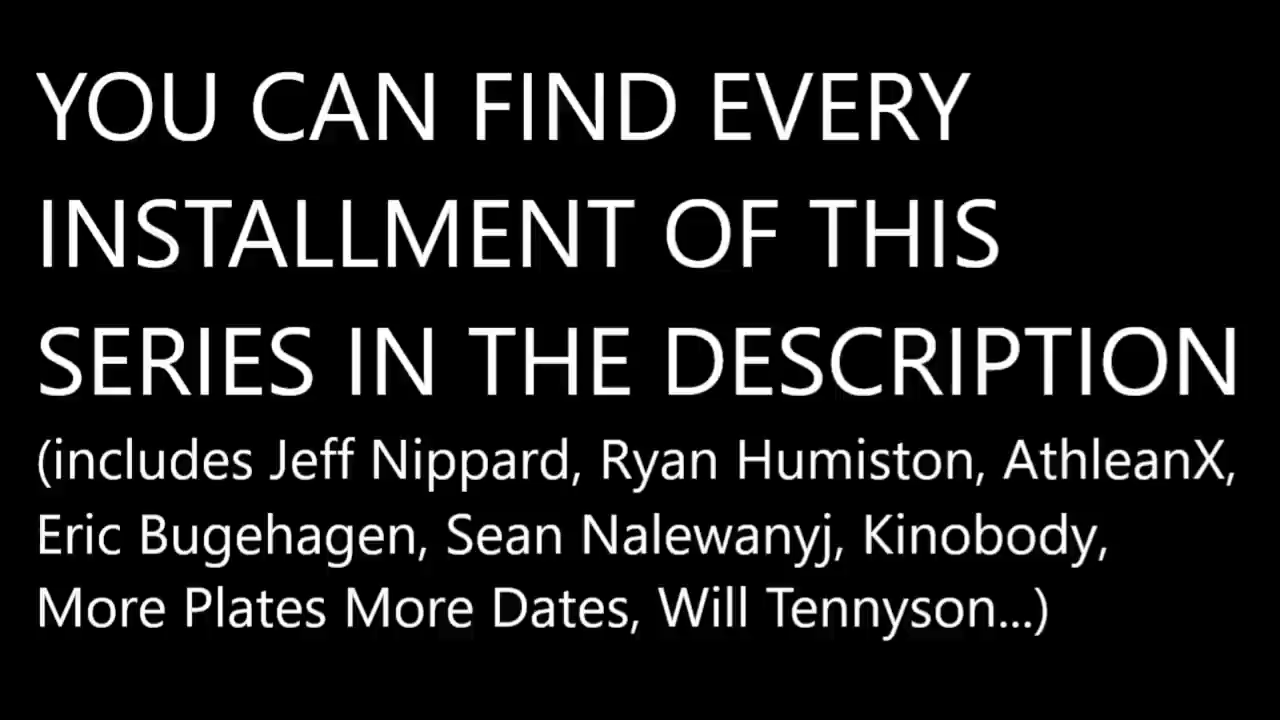 YOU CAN FIND EVERY
INSTALLMENT OF THIS
SERIES IN THE DESCRIPTION
(includes Jeff Nippard, Ryan Humiston, AthleanX,
Eric Bugehagen, Sean Nalewanyj, Kinobody,
More Plates More Dates, Will Tennyson...)